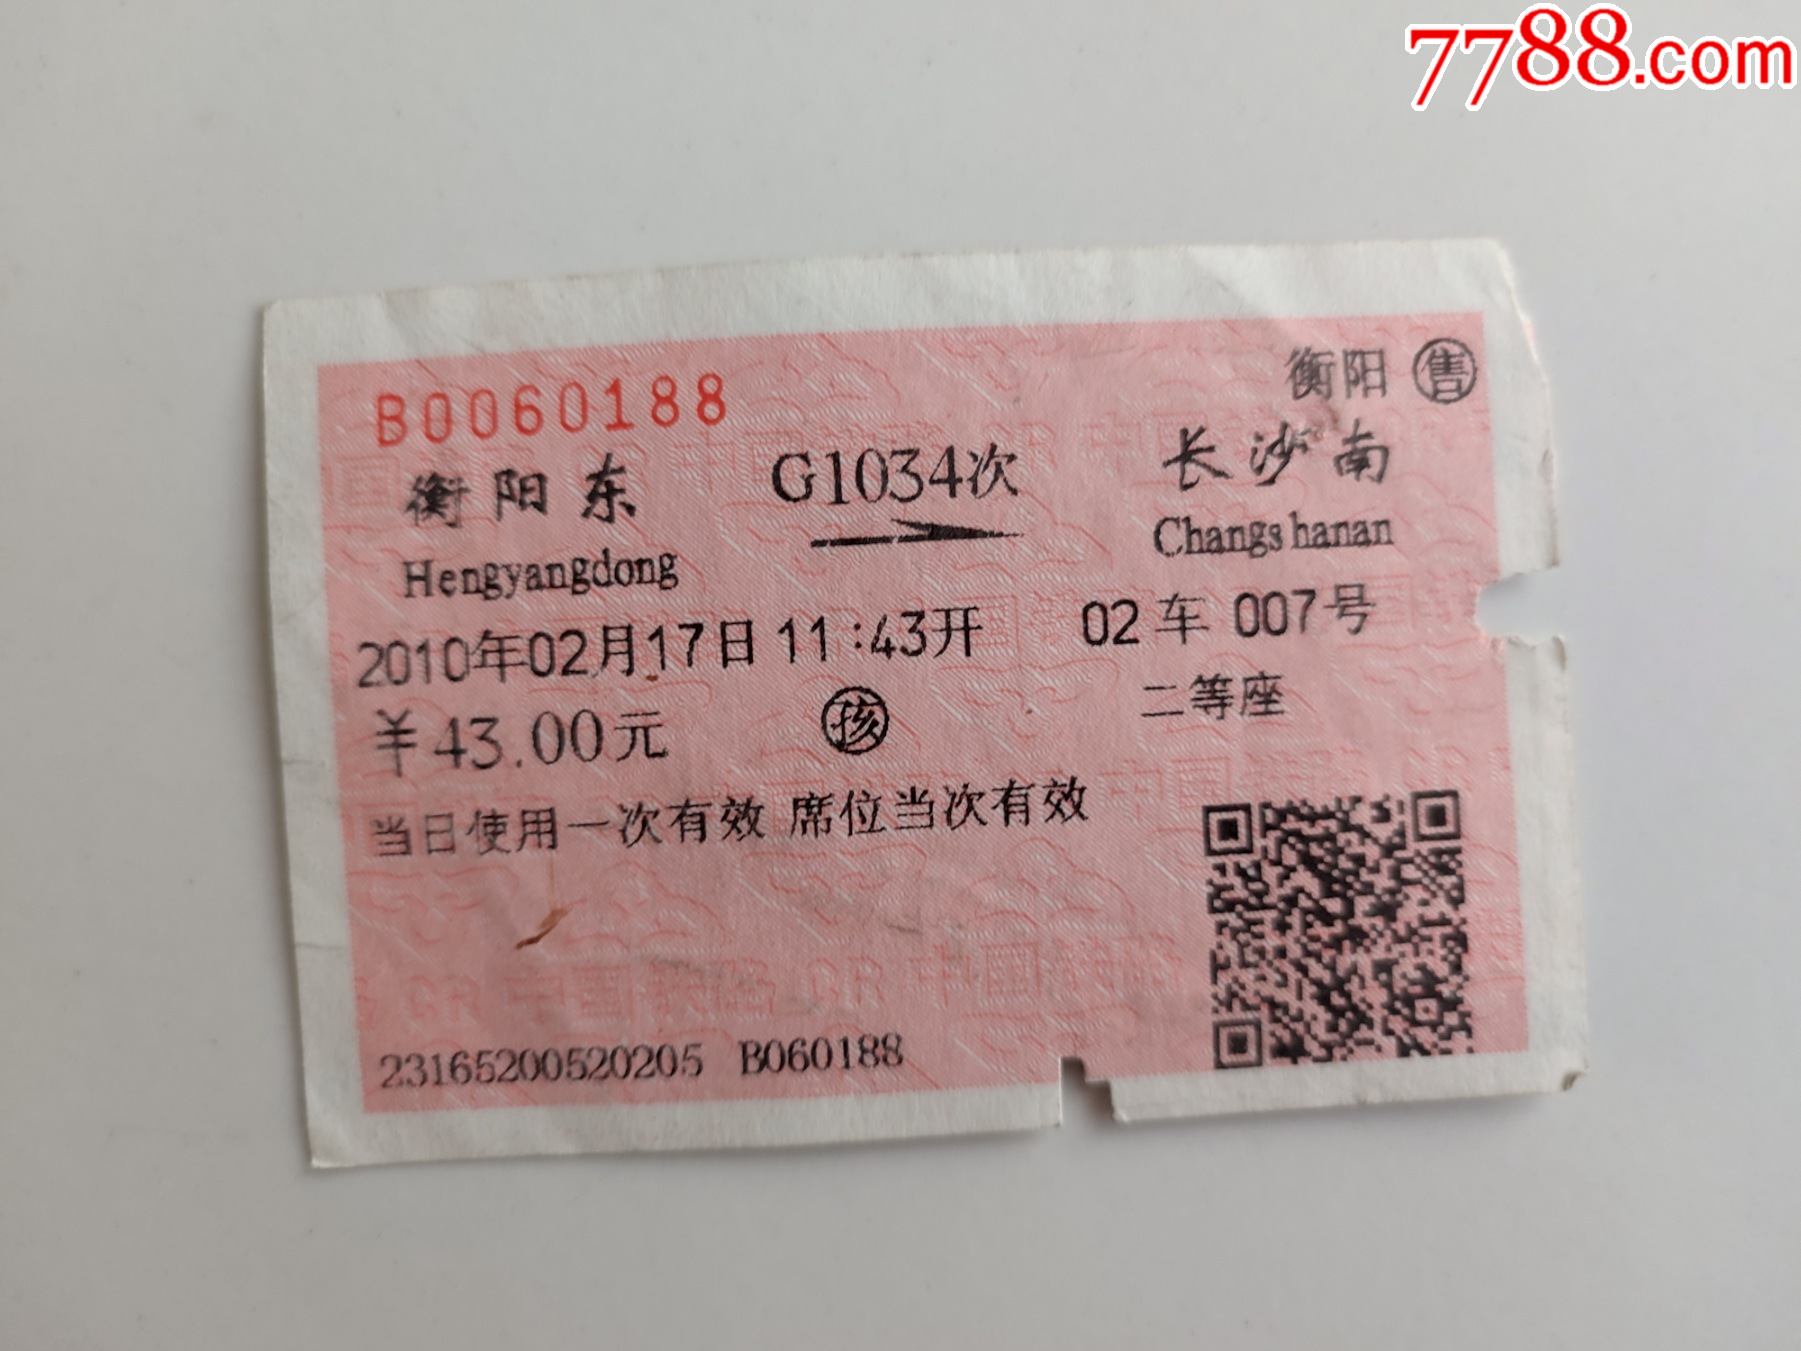 7788.com
B0060188
衡阳 售
衡阳东 G1034次 长沙南
Hengyangdong Changshanan
2010年02月17日 11:43开 02车 007号
¥43.00元 孩 二等座
当日使用一次有效 席位当次有效
中国铁路 CR 中国铁路
23165200520205 B060188